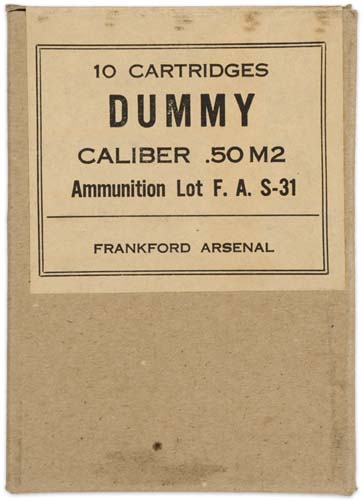 10 CARTRIDGES
DUMMY
CALIBER .50 M2
Ammunition Lot F. A. S-31
FRANKFORD ARSENAL